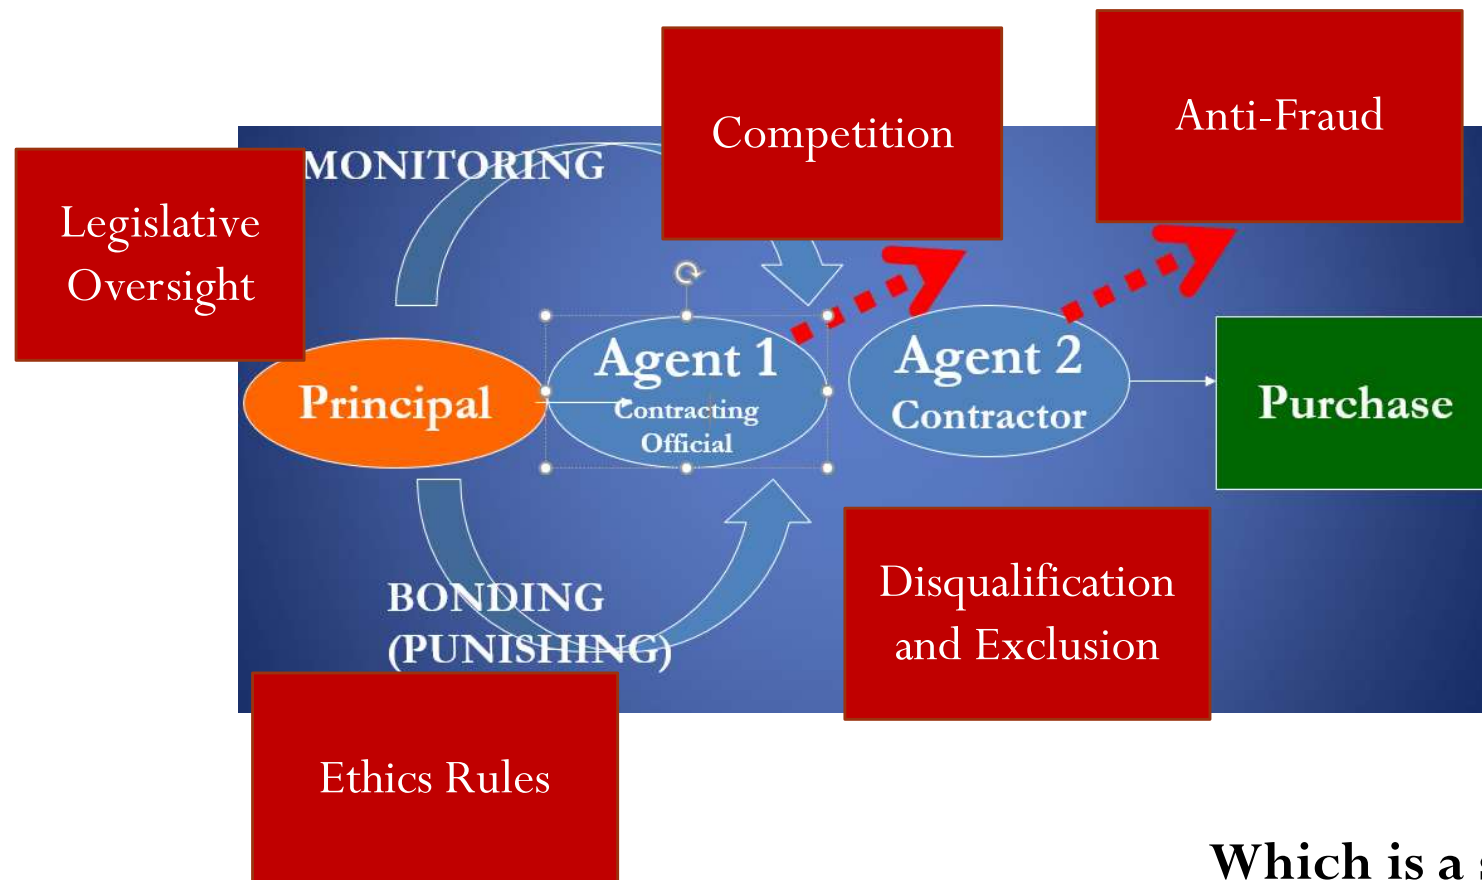 Competition
Anti-Fraud
MONITORING
Legislative
Oversight
Principal
Agent 1
Contracting
Official
Agent 2
Contractor
Purchase
BONDING
(PUNISHING)
Disqualification
and Exclusion
Ethics Rules
Which is a